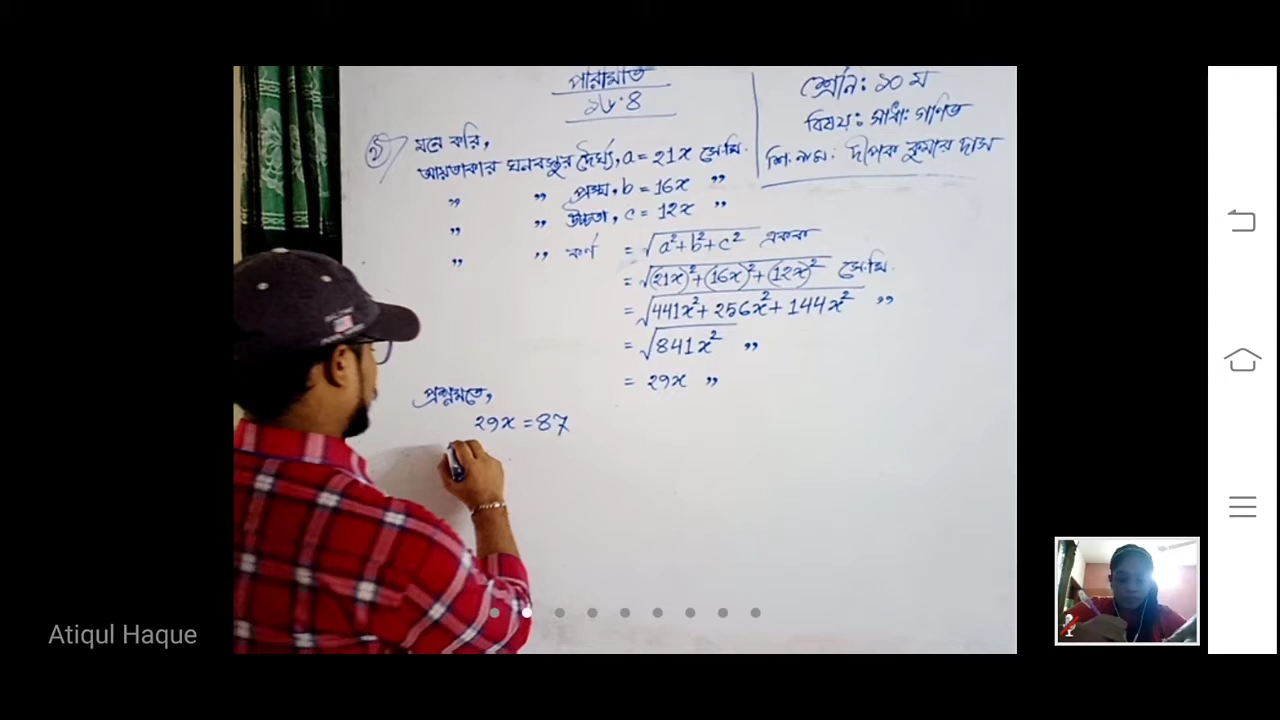 পরিমিতি
১৬.৪
শ্রেণি: ১০ ম
বিষয়: সাধা: গণিত
শি. নাম: দীপক কুমার দাস
মনে করি,
আয়তাকার ঘনবস্তুর দৈর্ঘ্য, a = 21x সে.মি.
" " প্রস্থ, b = 16x "
" " উচ্চতা, c = 12x "
" " কর্ণ = √a²+b²+c² একক
= √(21x)²+(16x)²+(12x)² সে.মি.
= √441x²+256x²+144x² "
= √841x² "
= 29x "
প্রশ্নমতে,
29x = 87
Atiqul Haque